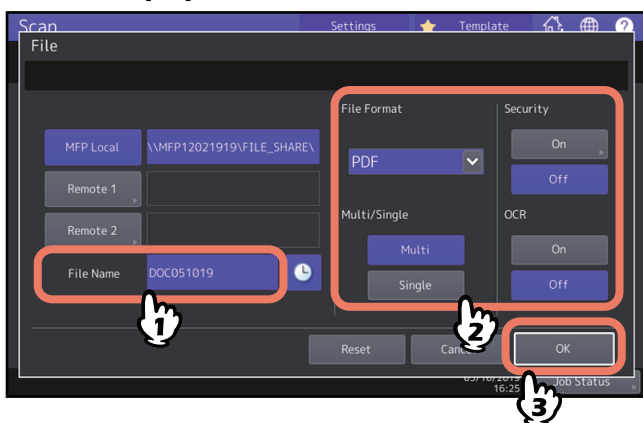 Scan Settings Template ?
File
File Format Security
MFP Local \\MFP12021919\FILE_SHARE\ On
PDF
Remote 1 Off
Multi/Single OCR
Remote 2
Multi On
File Name DOC051019
Single Off
1
2
Reset OK
16:25 Job Status
3